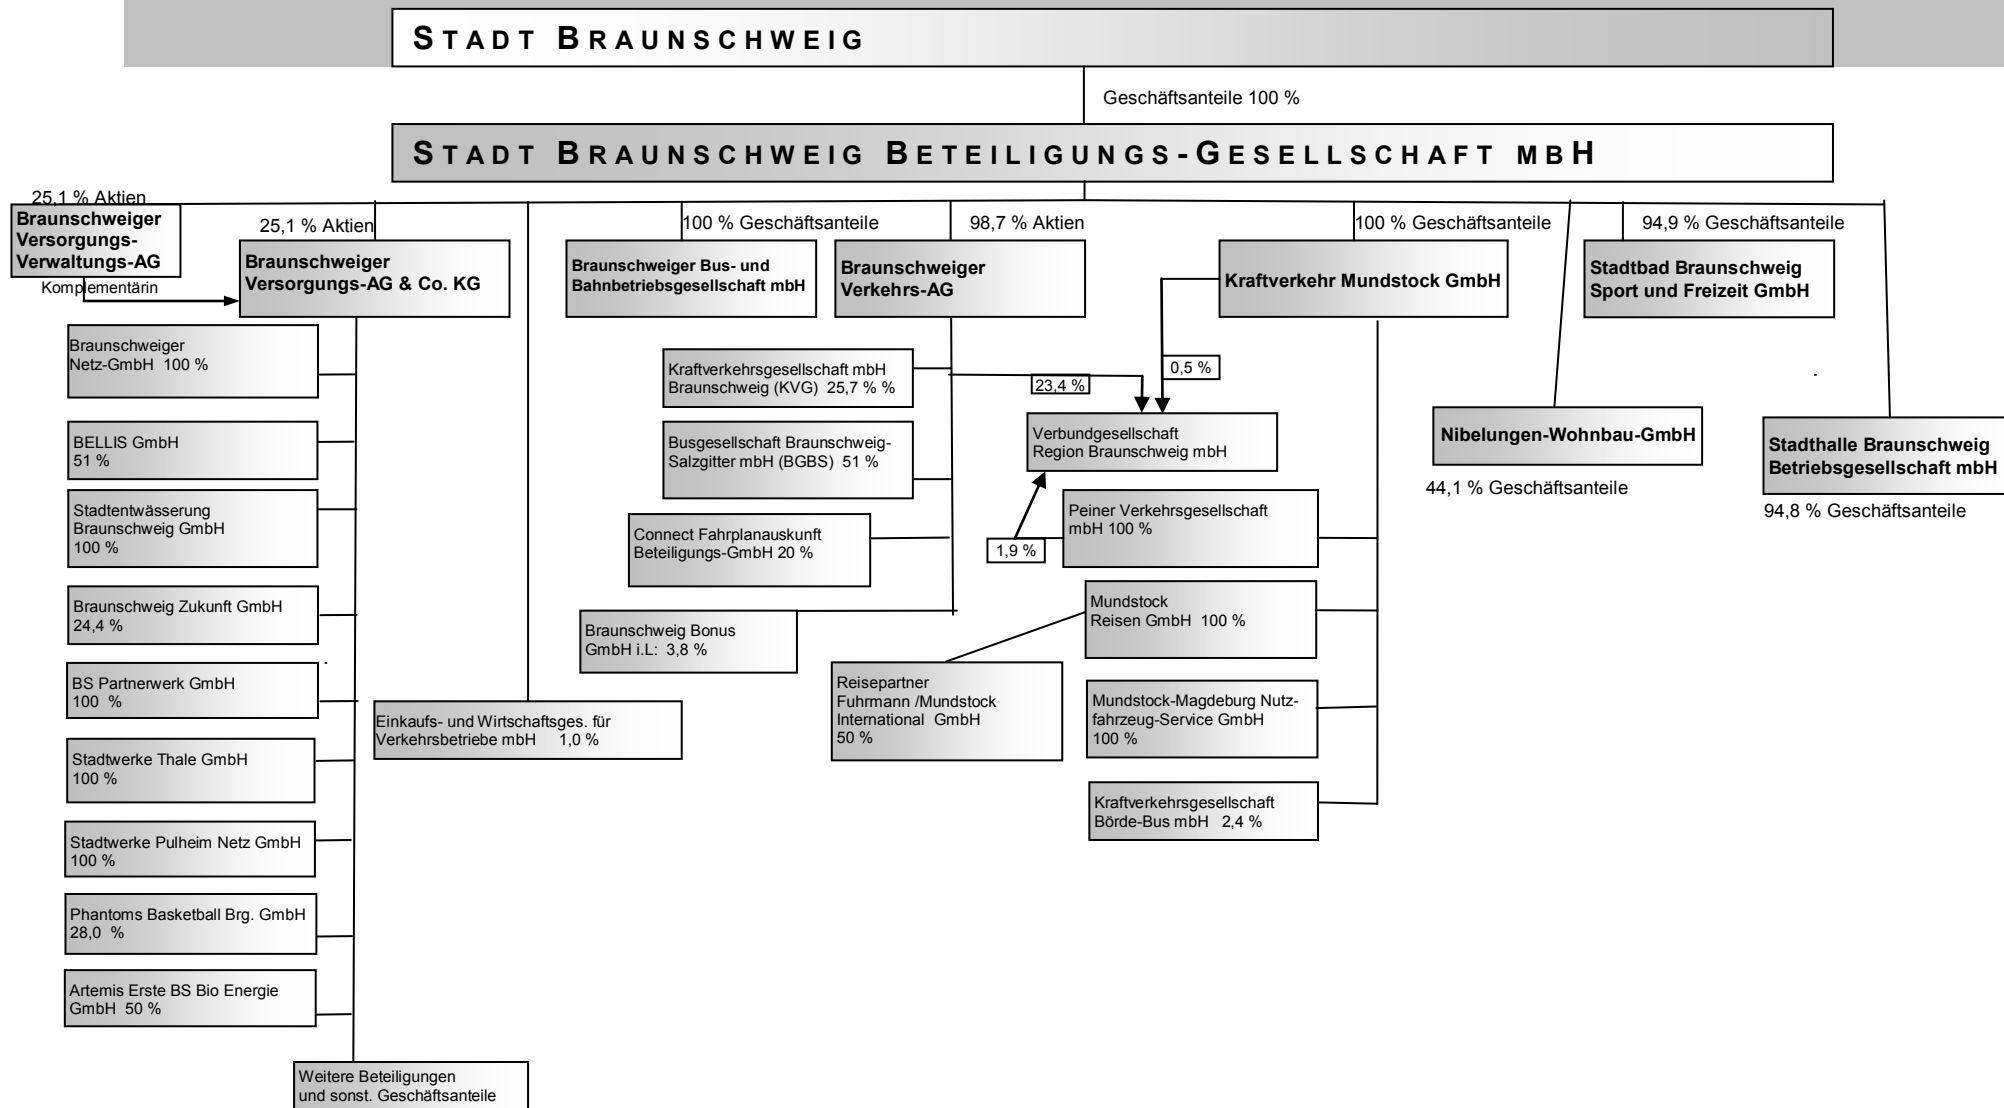 STADT BRAUNSCHWEIG
Geschäftsanteile 100 %
STADT BRAUNSCHWEIG BETEILIGUNGS-GESELLSCHAFT MBH
25,1 % Aktien
Braunschweiger
Versorgungs-
Verwaltungs-AG
Komplementärin
25,1 % Aktien
Braunschweiger
Versorgungs-AG & Co. KG
100 % Geschäftsanteile
Braunschweiger Bus- und
Bahnbetriebsgesellschaft mbH
98,7 % Aktien
Braunschweiger
Verkehrs-AG
100 % Geschäftsanteile
Kraftverkehr Mundstock GmbH
94,9 % Geschäftsanteile
Stadtbad Braunschweig
Sport und Freizeit GmbH
Braunschweiger
Netz-GmbH 100 %
BELLIS GmbH
51 %
Stadtentwässerung
Braunschweig GmbH
100 %
Braunschweig Zukunft GmbH
24,4 %
BS Partnerwerk GmbH
100 %
Stadtwerke Thale GmbH
100 %
Stadtwerke Pulheim Netz GmbH
100 %
Phantoms Basketball Brg. GmbH
28,0 %
Artemis Erste BS Bio Energie
GmbH 50 %
Weitere Beteiligungen
und sonst. Geschäftsanteile
Einkaufs- und Wirtschaftsges. für
Verkehrsbetriebe mbH 1,0 %
Kraftverkehrsgesellschaft mbH
Braunschweig (KVG) 25,7 % %
Busgesellschaft Braunschweig-
Salzgitter mbH (BGBS) 51 %
Connect Fahrplanauskunft
Beteiligungs-GmbH 20 %
Braunschweig Bonus
GmbH i.L: 3,8 %
23,4 %
0,5 %
Verbundgesellschaft
Region Braunschweig mbH
1,9 %
Peiner Verkehrsgesellschaft
mbH 100 %
Mundstock
Reisen GmbH 100 %
Reisepartner
Fuhrmann /Mundstock
International GmbH
50 %
Mundstock-Magdeburg Nutz-
fahrzeug-Service GmbH
100 %
Kraftverkehrsgesellschaft
Börde-Bus mbH 2,4 %
Nibelungen-Wohnbau-GmbH
44,1 % Geschäftsanteile
Stadthalle Braunschweig
Betriebsgesellschaft mbH
94,8 % Geschäftsanteile